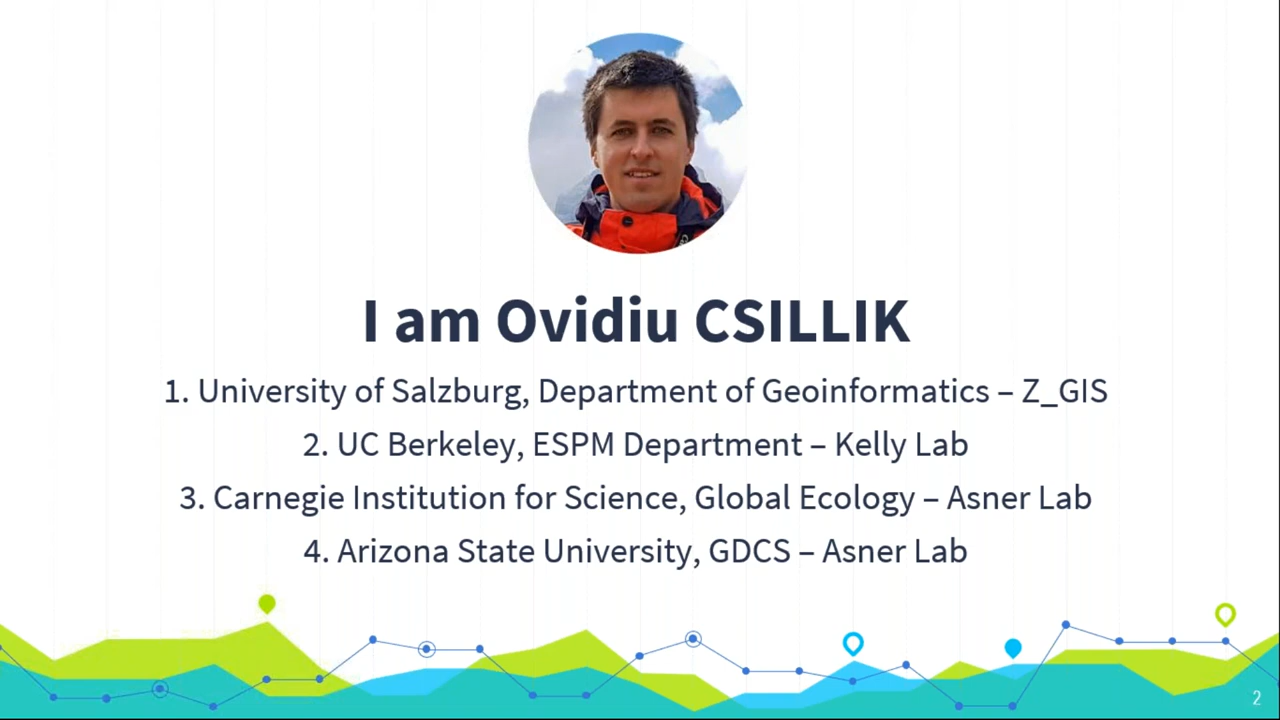 I am Ovidiu CSILLIK
1. University of Salzburg, Department of Geoinformatics – Z_GIS
2. UC Berkeley, ESPM Department – Kelly Lab
3. Carnegie Institution for Science, Global Ecology – Asner Lab
4. Arizona State University, GDCS – Asner Lab
2